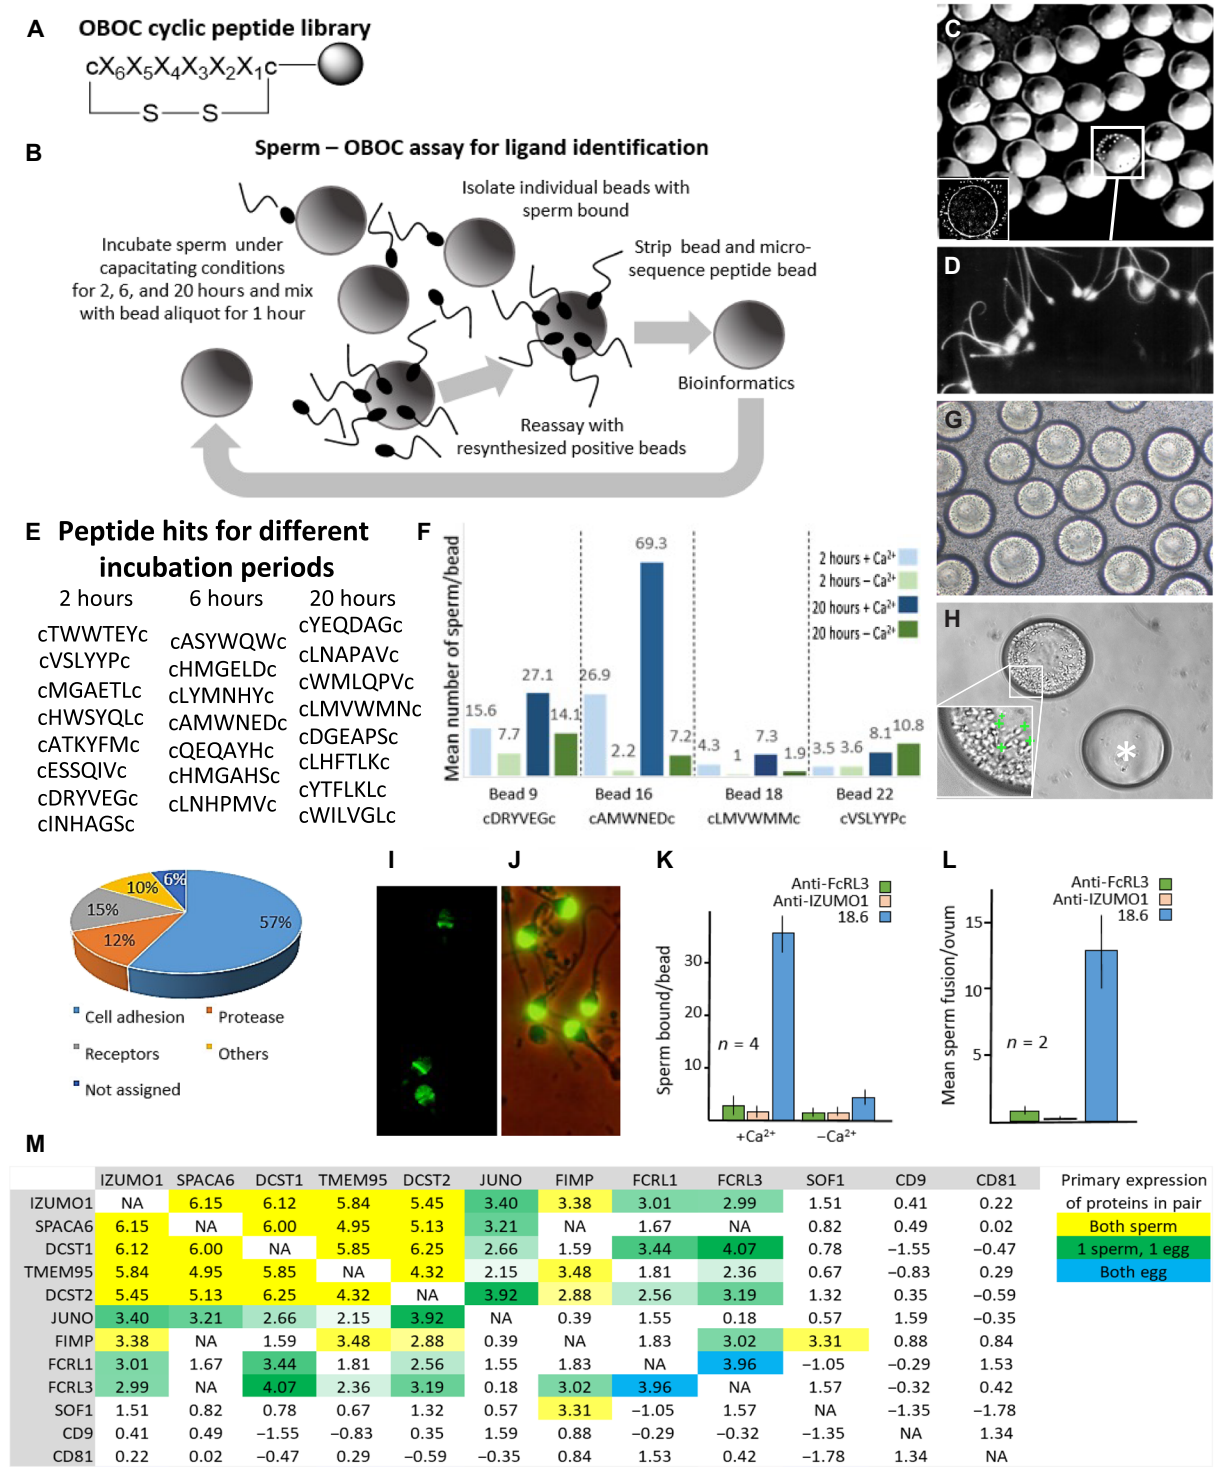 A
OBOC cyclic peptide library
cX6X5X4X3X2X1c
S
S
B
Sperm – OBOC assay for ligand identification
Incubate sperm under
capacitating conditions
for 2, 6, and 20 hours and mix
with bead aliquot for 1 hour
Isolate individual beads with
sperm bound
Strip bead and micro-
sequence peptide bead
Bioinformatics
Reassay with
resynthesized positive beads
C
D
G
H
*
E
Peptide hits for different
incubation periods
2 hours
cTWWTEYc
cVSLYYPc
cMGAETLc
cHWSYQLc
cATKYFMc
cESSQIVc
cDRYVEGc
cINHAGSc
6 hours
cASYWQWc
cHMGELDc
cLYMNHYc
cAMWNEDc
cQEQAYHc
cHMGAHSc
cLNHPMVc
20 hours
cYEQDAGc
cLNAPAVc
cWMLQPVc
cLMVWMNc
cDGEAPSc
cLHFTLKc
cYTFLKLc
cWILVGLc
57%
12%
15%
10%
6%
Cell adhesion
Protease
Receptors
Others
Not assigned
F
Mean number of sperm/bead
15.6
7.7
27.1
14.1
26.9
2.2
69.3
7.2
4.3
1
7.3
1.9
3.5
3.6
8.1
10.8
2 hours + Ca2+
2 hours – Ca2+
20 hours + Ca2+
20 hours – Ca2+
Bead 9
Bead 16
Bead 18
Bead 22
cDRYVEGc
cAMWNEDc
cLMVWMMc
cVSLYYPc
I
J
K
Anti-FcRL3
Anti-IZUMO1
18.6
Sperm bound/bead
30
20
10
n = 4
+Ca2+
–Ca2+
L
Anti-FcRL3
Anti-IZUMO1
18.6
Mean sperm fusion/ovum
15
10
5
n = 2
M
IZUMO1 SPACA6 DCST1 TMEM95 DCST2 JUNO FIMP FCRL1 FCRL3 SOF1 CD9 CD81
IZUMO1 NA 6.15 6.12 5.84 5.45 3.40 3.38 3.01 2.99 1.51 0.41 0.22
SPACA6 6.15 NA 6.00 4.95 5.13 3.21 NA 1.67 NA 0.82 0.49 0.02
DCST1 6.12 6.00 NA 5.85 6.25 2.66 1.59 3.44 4.07 0.78 −1.55 −0.47
TMEM95 5.84 4.95 5.85 NA 4.32 2.15 3.48 1.81 2.36 0.67 −0.83 0.29
DCST2 5.45 5.13 6.25 4.32 NA 3.92 2.88 2.56 3.19 1.32 0.35 −0.59
JUNO 3.40 3.21 2.66 2.15 3.92 NA 0.39 1.55 0.18 0.57 1.59 −0.35
FIMP 3.38 NA 1.59 3.48 2.88 0.39 NA 1.83 3.02 3.31 0.88 0.84
FCRL1 3.01 1.67 3.44 1.81 2.56 1.55 1.83 NA 3.96 −1.05 −0.29 1.53
FCRL3 2.99 NA 4.07 2.36 3.19 0.18 3.02 3.96 NA 1.57 −0.32 0.42
SOF1 1.51 0.82 0.78 0.67 1.32 0.57 3.31 −1.05 1.57 NA −1.35 −1.78
CD9 0.41 0.49 −1.55 −0.83 0.35 1.59 0.88 −0.29 −0.32 −1.35 NA 1.34
CD81 0.22 0.02 −0.47 0.29 −0.59 −0.35 0.84 1.53 0.42 −1.78 1.34 NA
Primary expression
of proteins in pair
Both sperm
1 sperm, 1 egg
Both egg